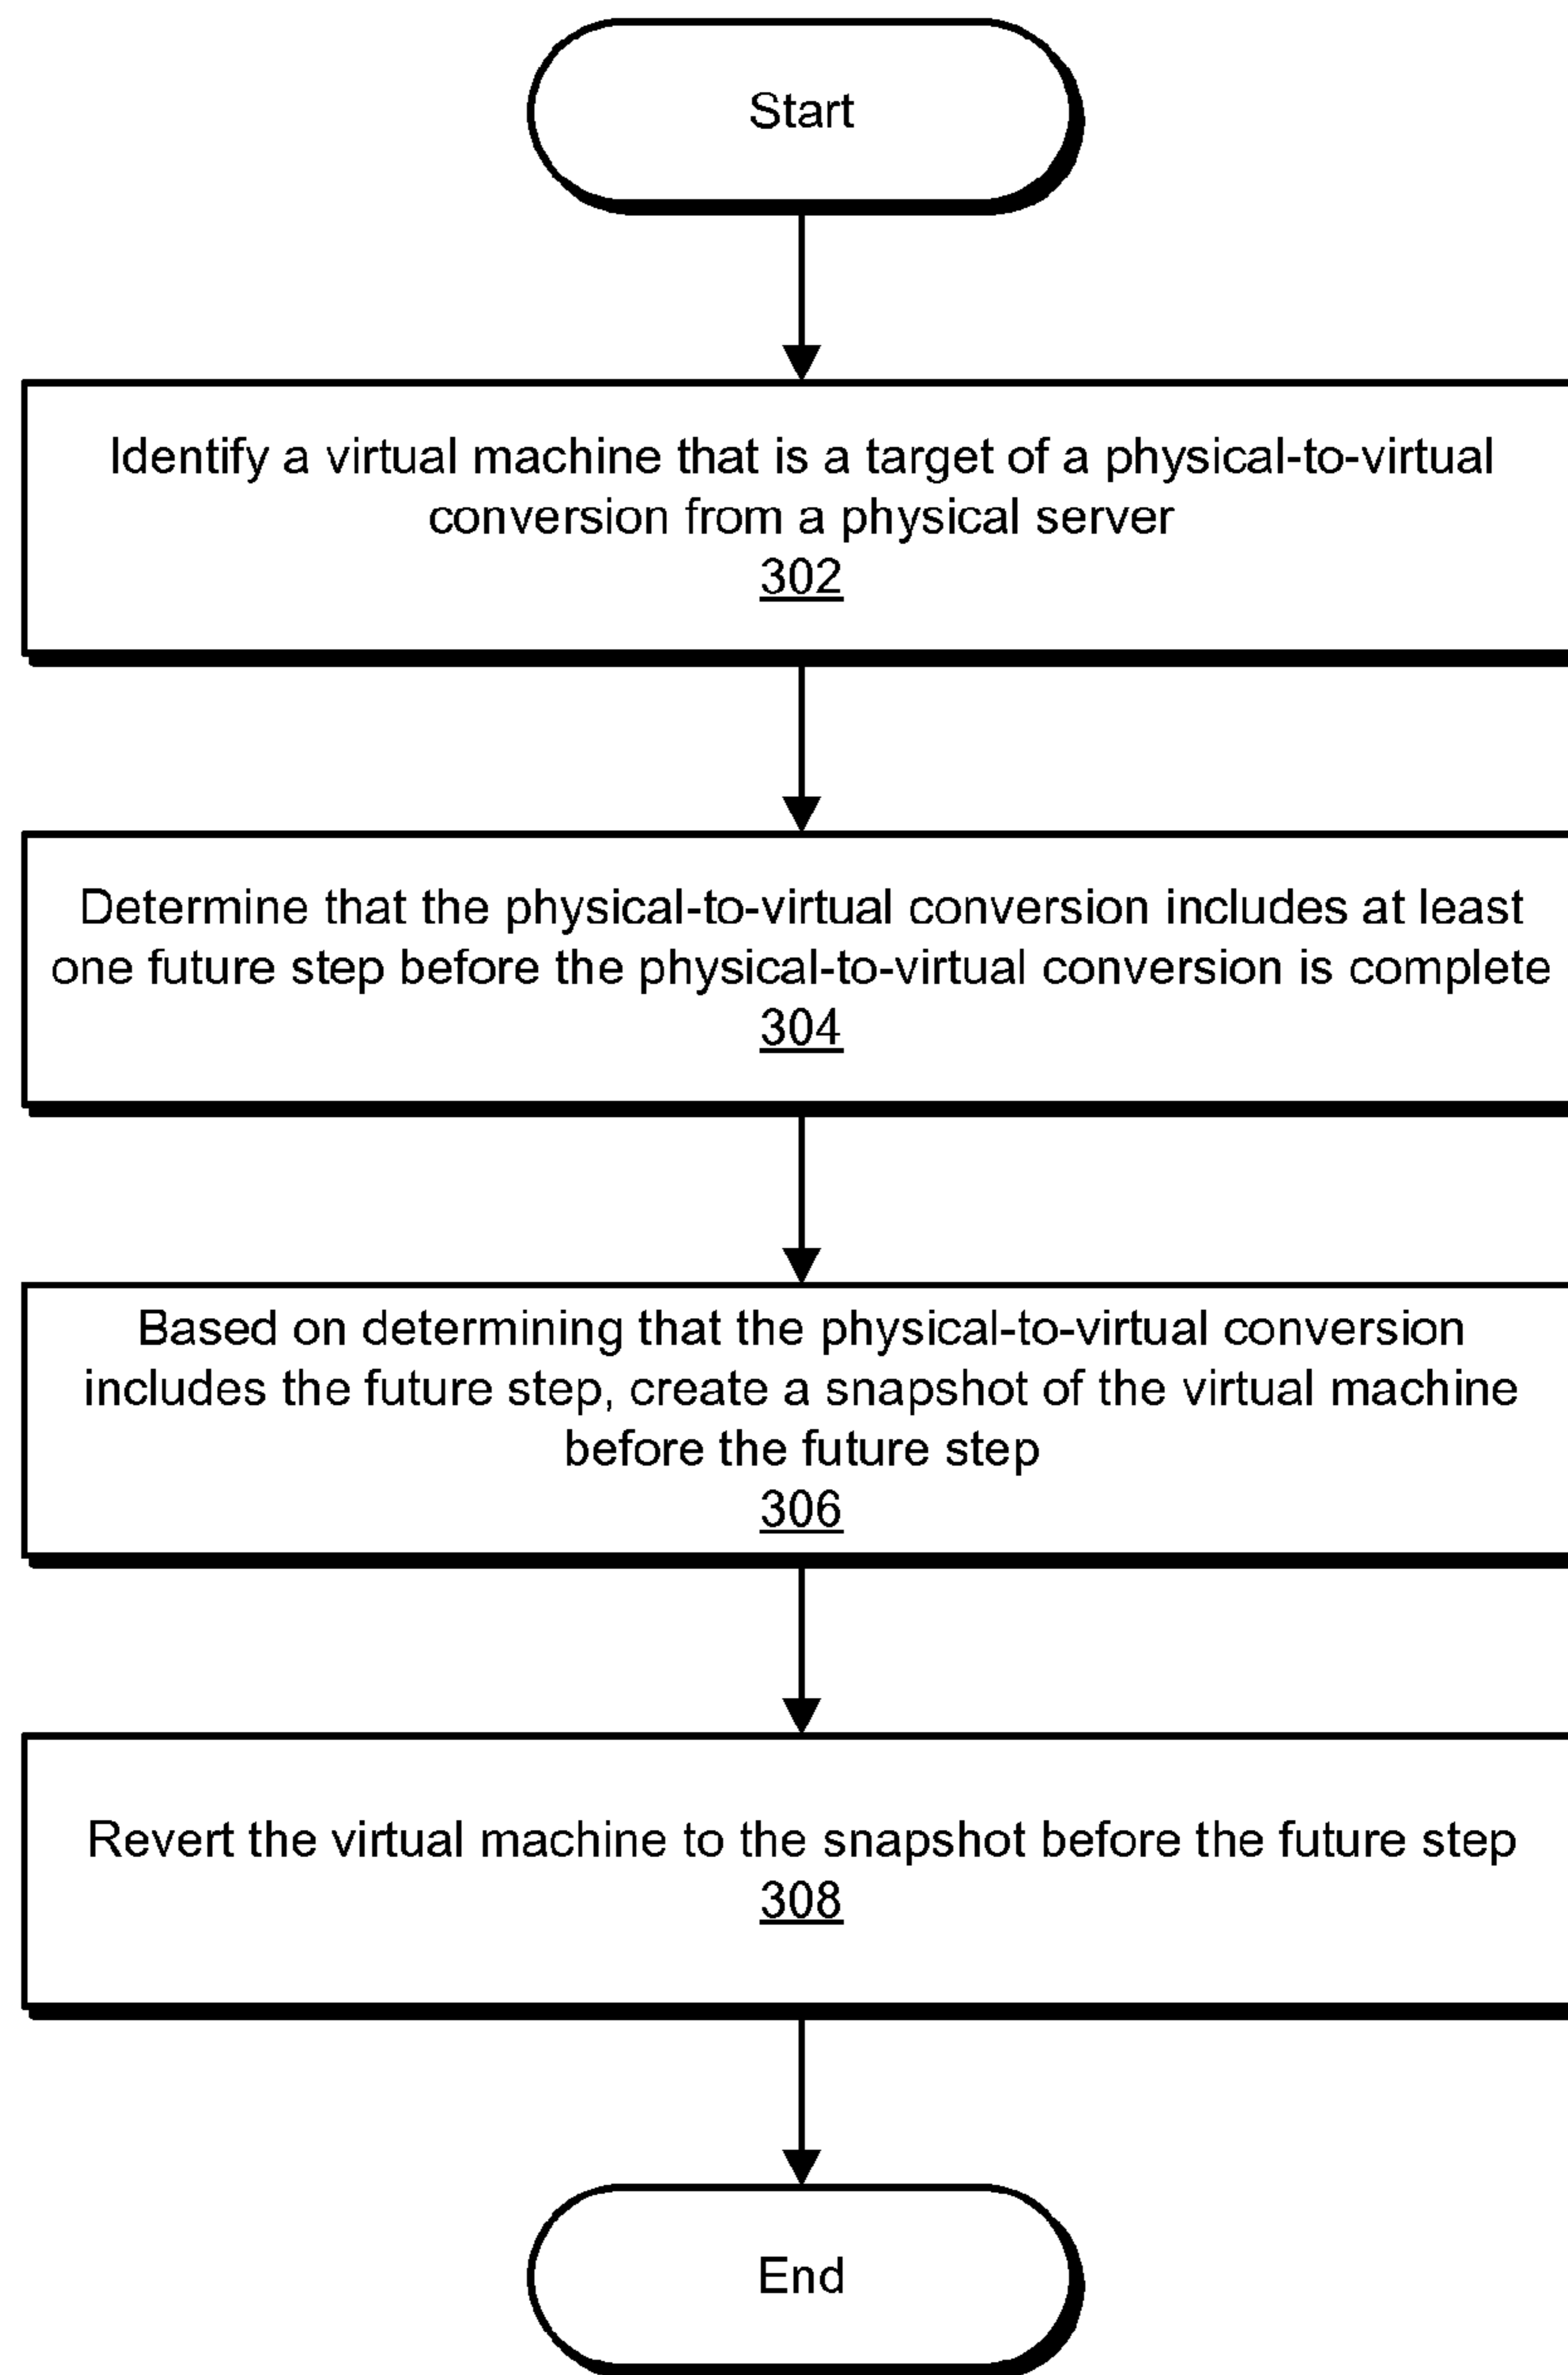 Start
Identify a virtual machine that is a target of a physical-to-virtual
conversion from a physical server
302
Determine that the physical-to-virtual conversion includes at least
one future step before the physical-to-virtual conversion is complete
304
Based on determining that the physical-to-virtual conversion
includes the future step, create a snapshot of the virtual machine
before the future step
306
Revert the virtual machine to the snapshot before the future step
308
End